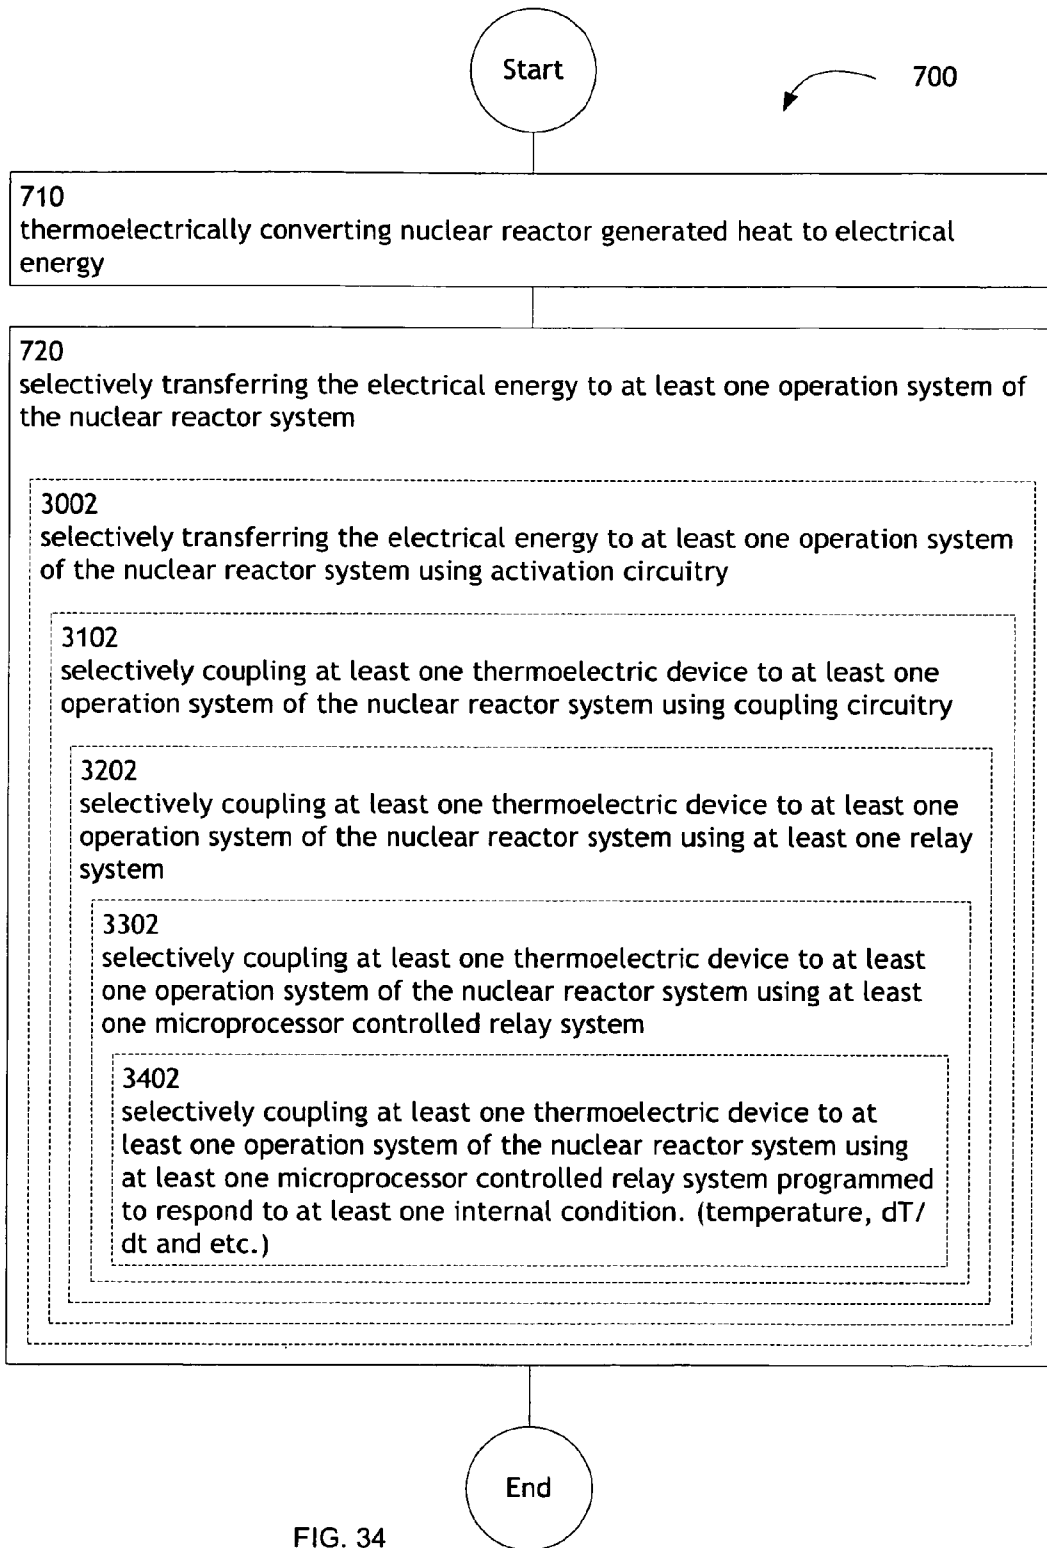 Start
700
710
thermoelectrically converting nuclear reactor generated heat to electrical
energy
720
selectively transferring the electrical energy to at least one operation system of
the nuclear reactor system
3002
selectively transferring the electrical energy to at least one operation system
of the nuclear reactor system using activation circuitry
3102
selectively coupling at least one thermoelectric device to at least one
operation system of the nuclear reactor system using coupling circuitry
3202
selectively coupling at least one thermoelectric device to at least one
operation system of the nuclear reactor system using at least one relay
system
3302
selectively coupling at least one thermoelectric device to at least
one operation system of the nuclear reactor system using at least
one microprocessor controlled relay system
3402
selectively coupling at least one thermoelectric device to at
least one operation system of the nuclear reactor system using
at least one microprocessor controlled relay system programmed
to respond to at least one internal condition. (temperature, dT/
dt and etc.)
End
FIG. 34